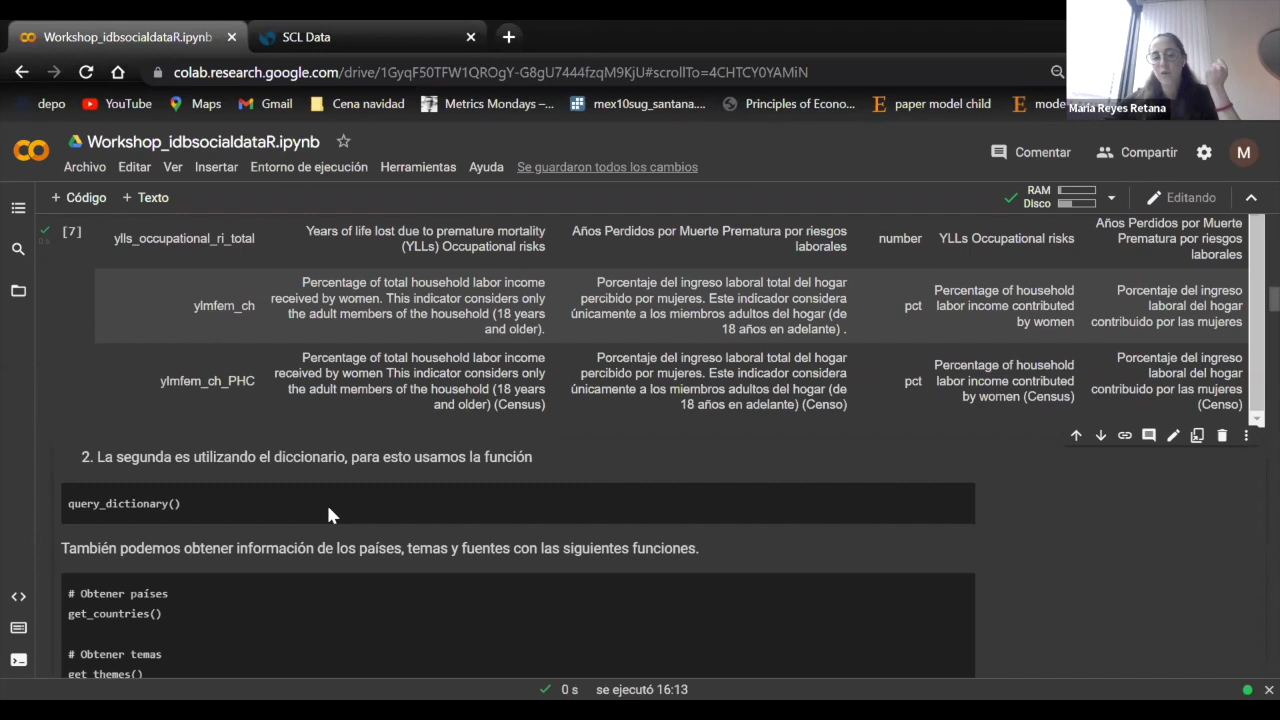 Workshop_idbsocialdataR.ipynb
SCL Data
colab.research.google.com/drive/1GyqF50TFW1QROgY-G8gU7444fzqM9KjU#scrollTo=4CHTCY0YAMiN
depo
YouTube
Maps
Gmail
Cena navidad
Metrics Mondays –...
mex10sug_santana....
Principles of Econo...
paper model child
mode
María Reyes Retana
Workshop_idbsocialdataR.ipynb
Comentar
Compartir
M
Archivo
Editar
Ver
Insertar
Entorno de ejecución
Herramientas
Ayuda
Se guardaron todos los cambios
+ Código
+ Texto
RAM
Disco
Editando
[7]
0 s
ylls_occupational_ri_total
Years of life lost due to premature mortality
(YLLs) Occupational risks
Años Perdidos por Muerte Prematura por riesgos
laborales
number
YLLs Occupational risks
Años Perdidos por Muerte
Prematura por riesgos
laborales
ylmfem_ch
Percentage of total household labor income
received by women. This indicator considers only
the adult members of the household (18 years
and older).
Porcentaje del ingreso laboral total del hogar
percibido por mujeres. Este indicador considera
únicamente a los miembros adultos del hogar (de
18 años en adelante) .
pct
Percentage of household
labor income contributed
by women
Porcentaje del ingreso
laboral del hogar
contribuido por las mujeres
ylmfem_ch_PHC
Percentage of total household labor income
received by women This indicator considers only
the adult members of the household (18 years
and older) (Census)
Porcentaje del ingreso laboral total del hogar
percibido por mujeres. Este indicador considera
únicamente a los miembros adultos del hogar (de
18 años en adelante) (Censo)
pct
Percentage of household
labor income contributed
by women (Census)
Porcentaje del ingreso
laboral del hogar
contribuido por las mujeres
(Censo)
2. La segunda es utilizando el diccionario, para esto usamos la función
query_dictionary()
También podemos obtener información de los países, temas y fuentes con las siguientes funciones.
# Obtener países
get_countries()
# Obtener temas
get_themes()
0 s
se ejecutó 16:13